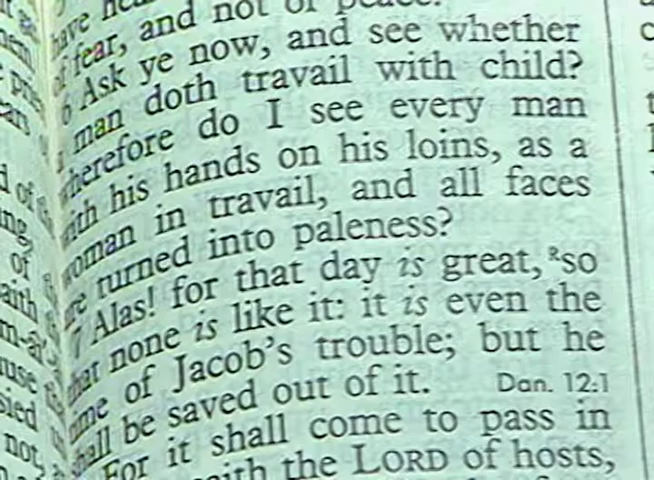 fear, and not of peace.
6 Ask ye now, and see whether
a man doth travail with child?
wherefore do I see every man
with his hands on his loins, as a
woman in travail, and all faces
are turned into paleness?
7 Alas! for that day is great, so
that none is like it: it is even the
time of Jacob's trouble; but he
shall be saved out of it. Dan. 12:1
For it shall come to pass in
saith the LORD of hosts,